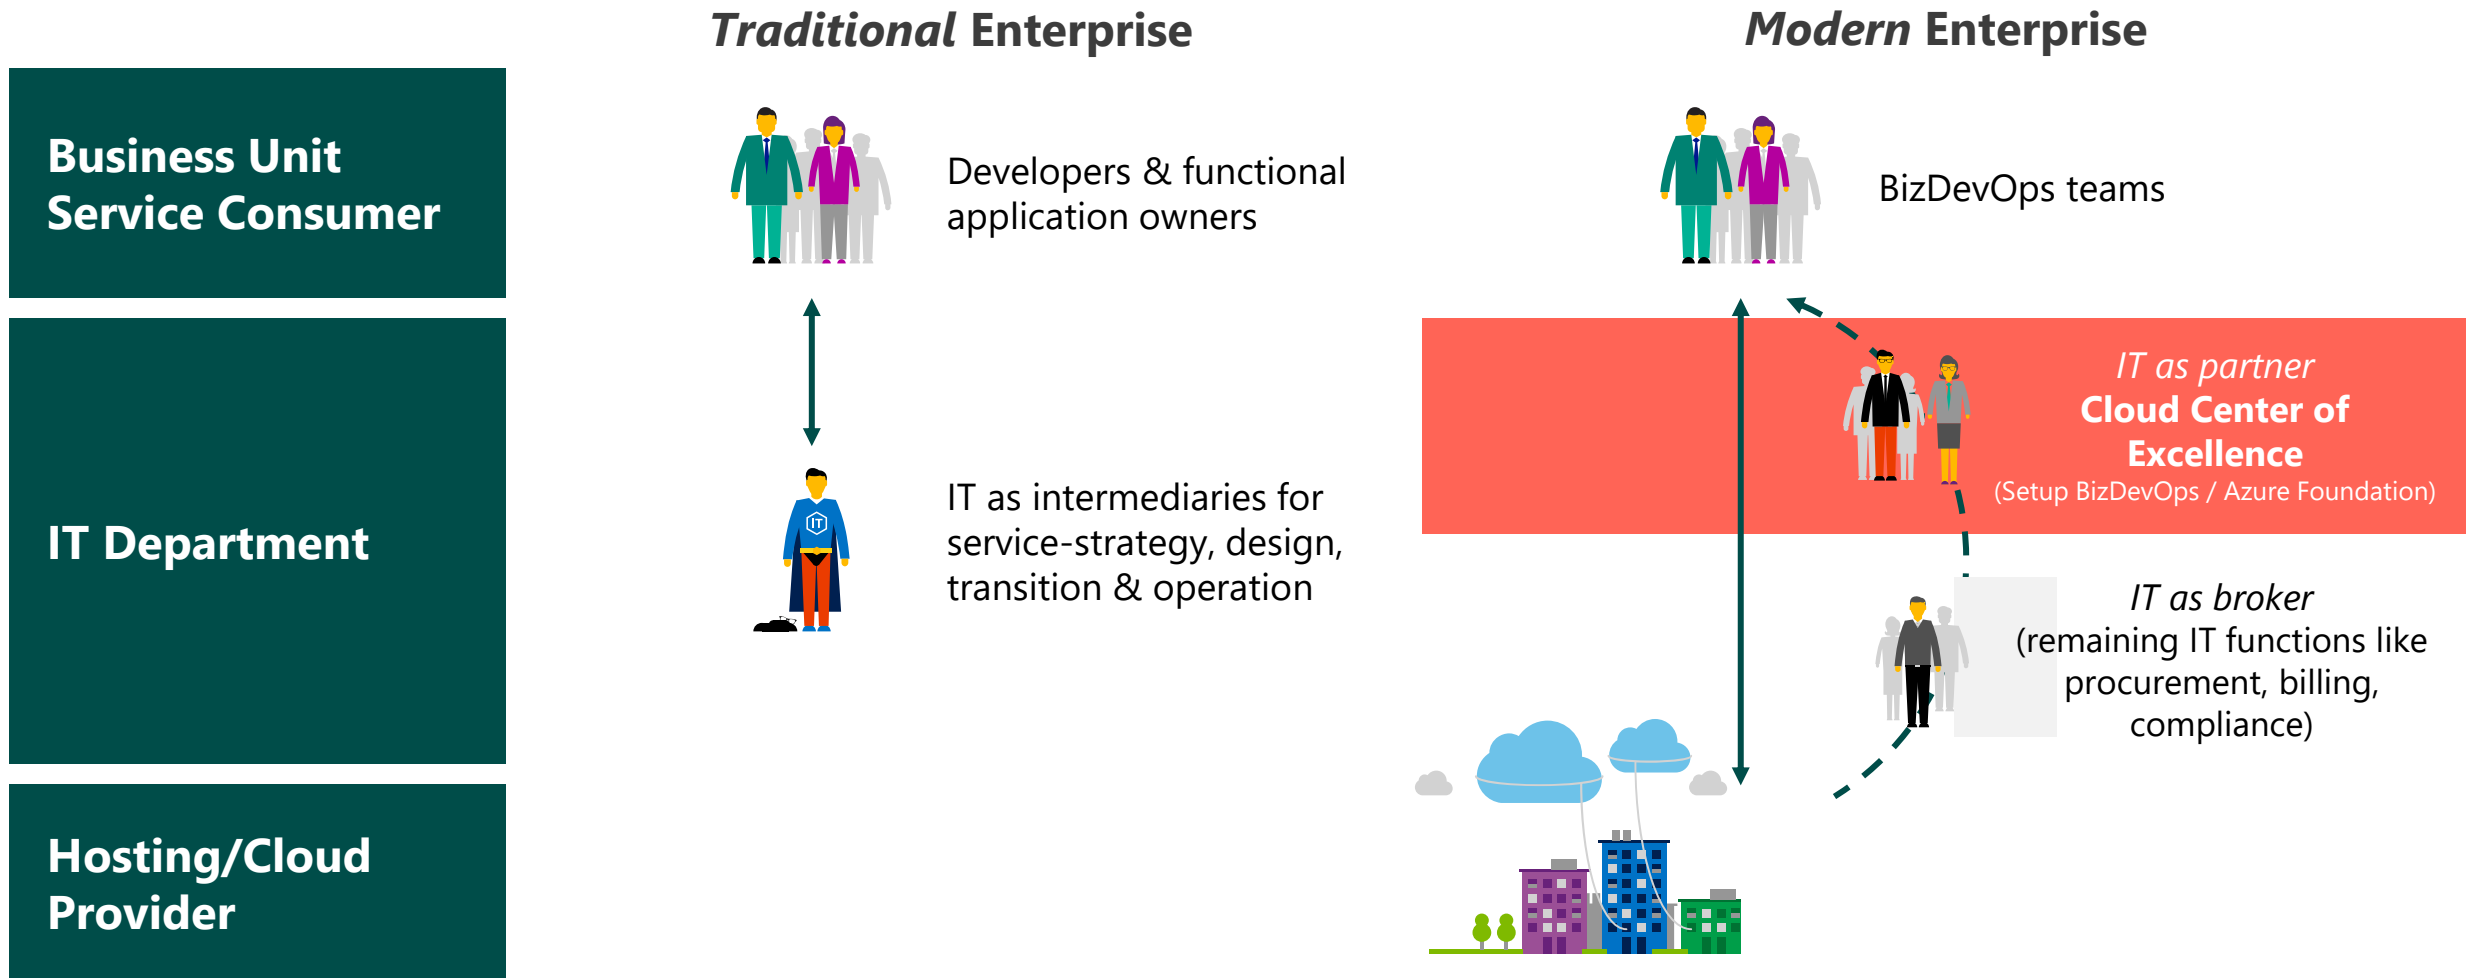 Traditional Enterprise
Modern Enterprise
Business Unit
Service Consumer
Developers & functional
application owners
BizDevOps teams
IT Department
IT
IT as intermediaries for
service-strategy, design,
transition & operation
IT as partner
Cloud Center of
Excellence
(Setup BizDevOps / Azure Foundation)
IT as broker
(remaining IT functions like
procurement, billing,
compliance)
Hosting/Cloud
Provider